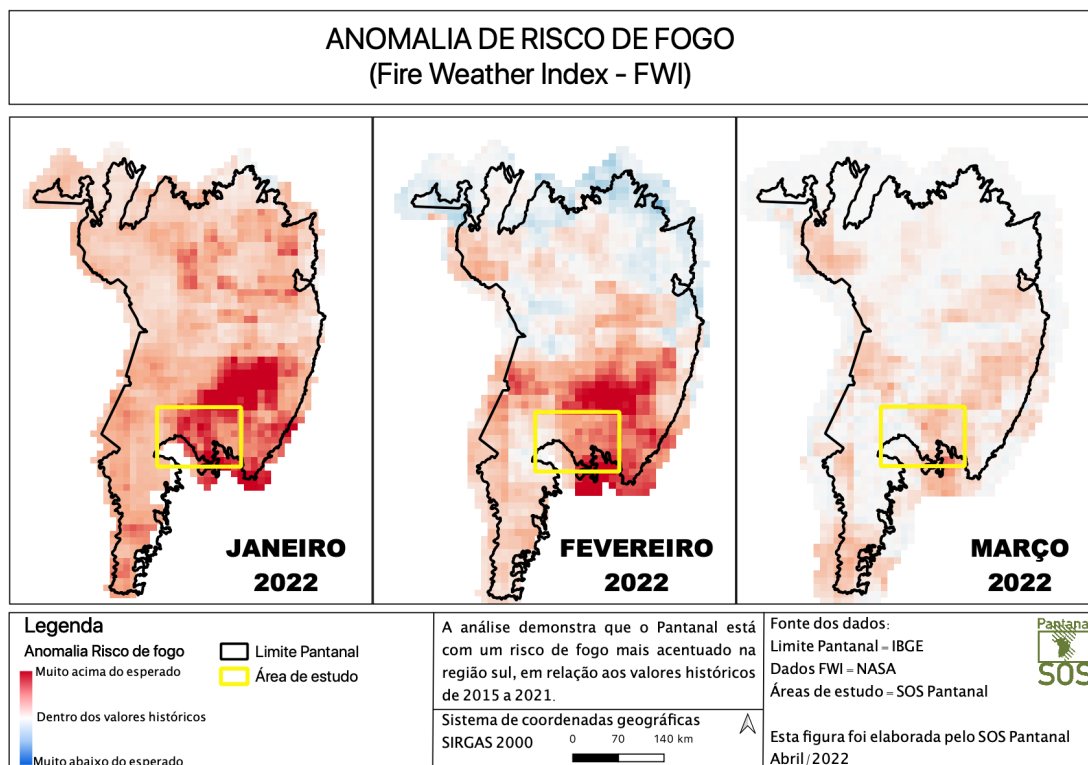 ANOMALIA DE RISCO DE FOGO
(Fire Weather Index - FWI)
JANEIRO
2022
FEVEREIRO
2022
MARÇO
2022
Legenda
Anomalia Risco de fogo
Muito acima do esperado
Dentro dos valores históricos
Muito abaixo do esperado
Limite Pantanal
Área de estudo
A análise demonstra que o Pantanal está
com um risco de fogo mais acentuado na
região sul, em relação aos valores históricos
de 2015 a 2021.
Sistema de coordenadas geográficas
SIRGAS 2000
0 70 140 km
Fonte dos dados:
Limite Pantanal = IBGE
Dados FWI = NASA
Áreas de estudo = SOS Pantanal
Esta figura foi elaborada pelo SOS Pantanal
Abril/2022
Pantanal
SOS